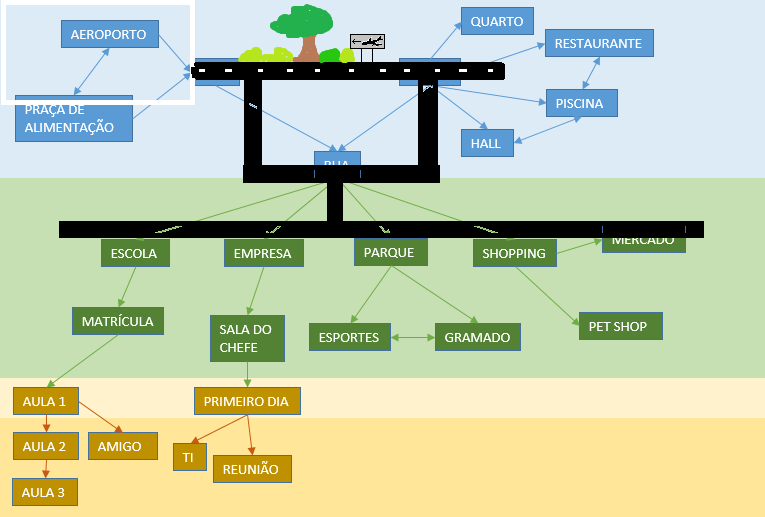 QUARTO
AEROPORTO
RESTAURANTE
PRAÇA DE
ALIMENTAÇÃO
PISCINA
HALL
RUA
ESCOLA
EMPRESA
PARQUE
SHOPPING
MERCADO
MATRÍCULA
SALA DO
CHEFE
ESPORTES
GRAMADO
PET SHOP
AULA 1
PRIMEIRO DIA
AULA 2
AMIGO
TI
REUNIÃO
AULA 3